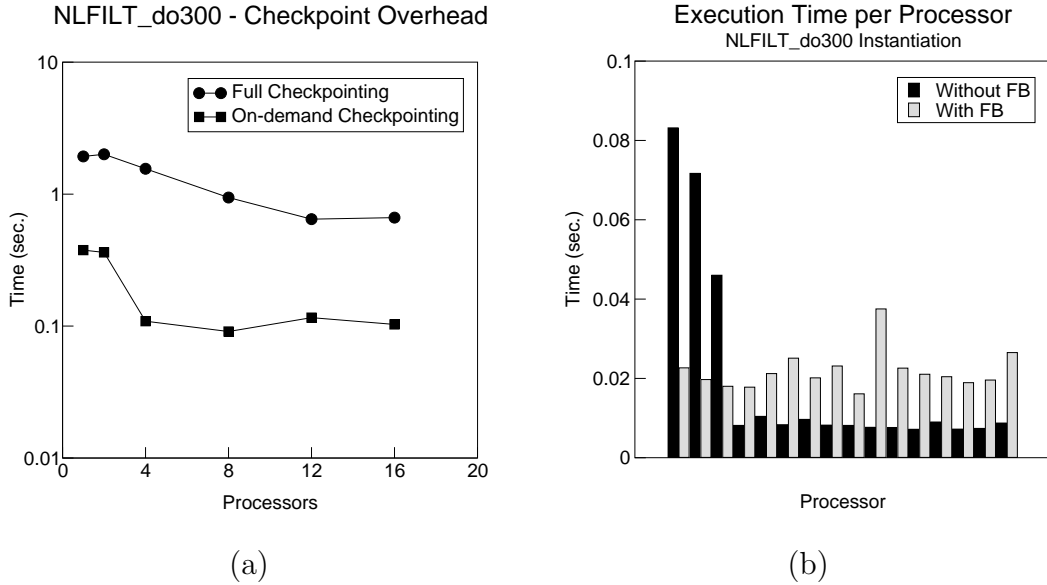 NLFILT_do300 - Checkpoint Overhead
10
1
0.1
0.01
Time (sec.)
Full Checkpointing
On-demand Checkpointing
0
4
8
12
16
20
Processors
(a)
Execution Time per Processor
NLFILT_do300 Instantiation
0.1
0.08
0.06
0.04
0.02
0
Time (sec.)
Without FB
With FB
Processor
(b)